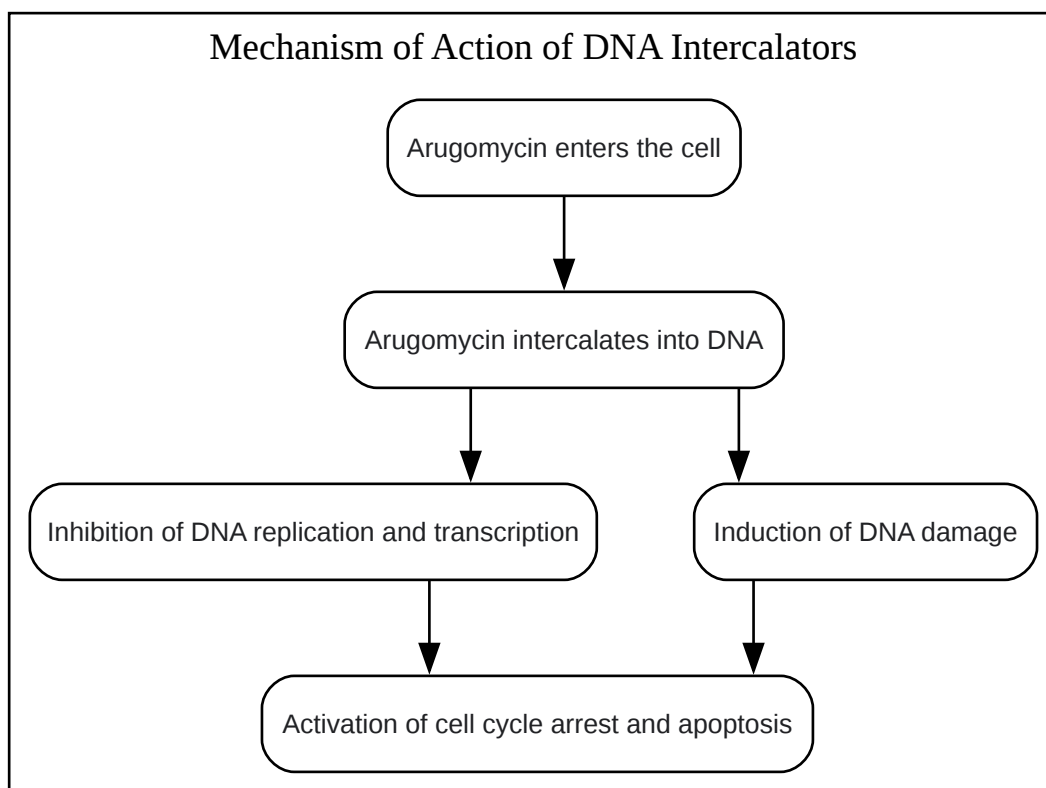 Mechanism of Action of DNA Intercalators
Arugomycin enters the cell
Arugomycin intercalates into DNA
Inhibition of DNA replication and transcription
Induction of DNA damage
Activation of cell cycle arrest and apoptosis